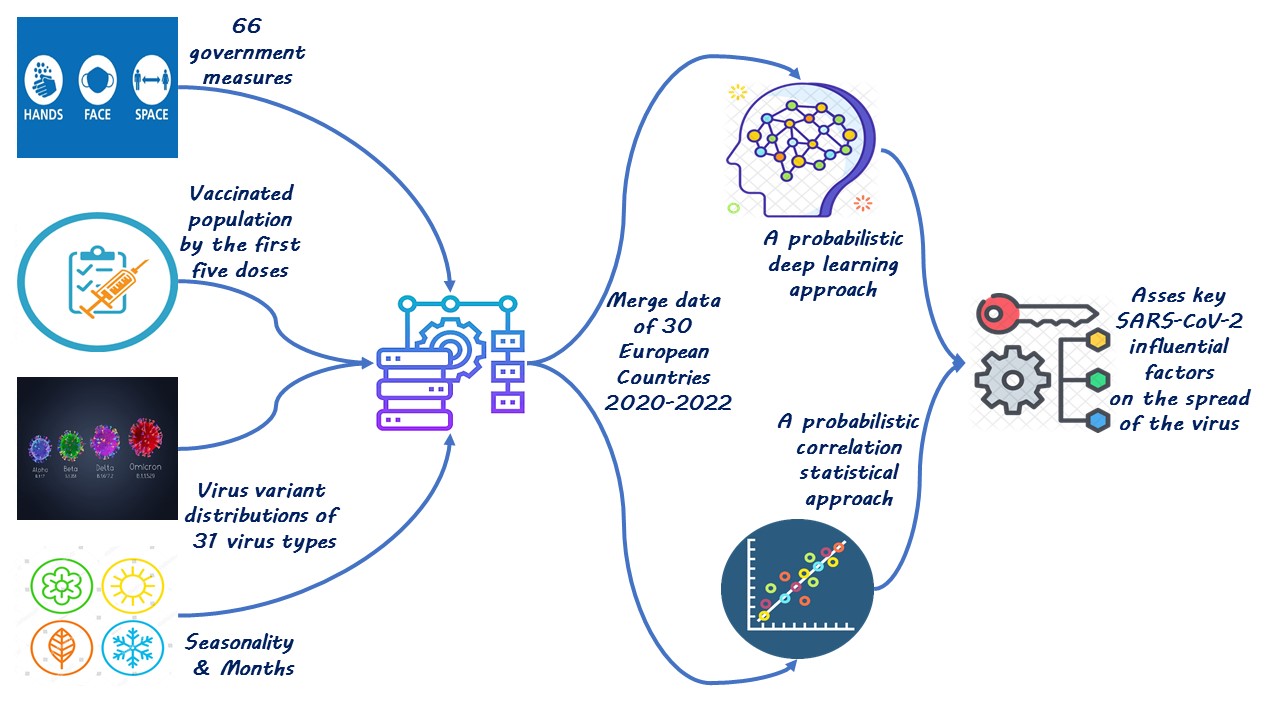 66
government
measures
HANDS FACE SPACE
Vaccinated
population
by the first
five doses
Alpha Beta Delta Omicron
Virus variant
distributions of
31 virus types
Seasonality
& Months
Merge data
of 30
European
Countries
2020-2022
A probabilistic
deep learning
approach
A probabilistic
correlation
statistical
approach
Asses key
SARS-CoV-2
influential
factors
on the spread
of the virus